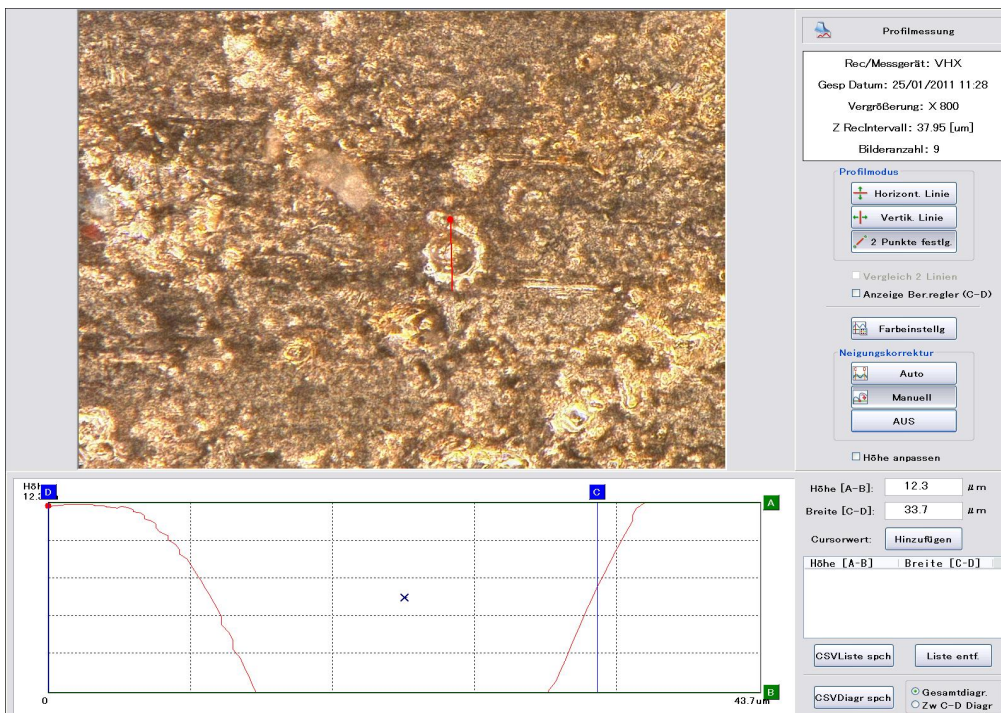 Profilmessung
Rec/Messgerät: VHX
Gesp Datum: 25/01/2011 11:28
Vergrößerung: X 800
Z RecIntervall: 37.95 [um]
Bilderanzahl: 9
Profilmodus
Horizont. Linie
Vertik. Linie
2 Punkte festlg.
Vergleich 2 Linien
Anzeige Ber.regler (C-D)
Farbeinstellg
Neigungskorrektur
Auto
Manuell
AUS
Höhe anpassen
D
C
A
B
0
43.7um
Höhe [A-B]: 12.3 μm
Breite [C-D]: 33.7 μm
Cursorwert: Hinzufügen
Höhe [A-B] Breite [C-D]
CSVListe spch Liste entf.
CSVDiagr spch
Gesamtdiagr.
Zw C-D Diagr